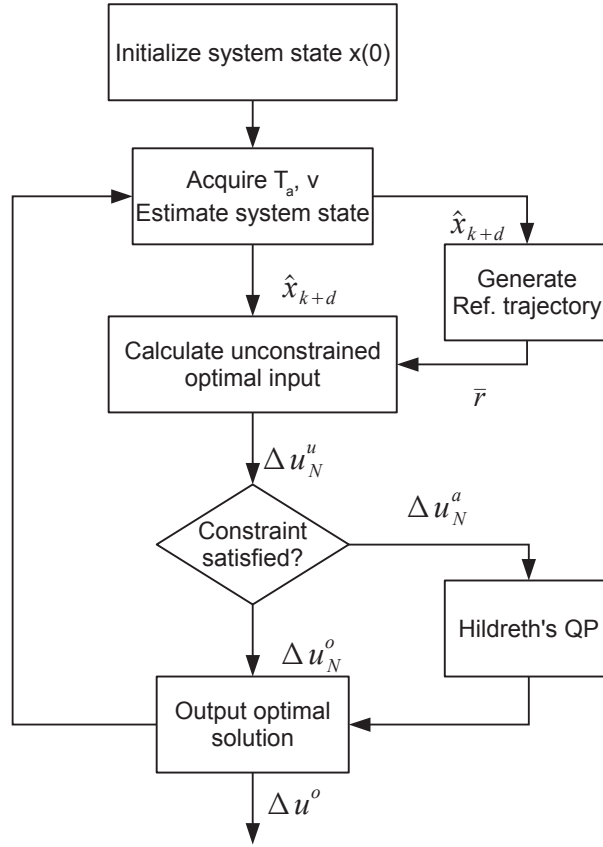 Initialize system state x(0)
Acquire Tₐ, v
Estimate system state
x̂ₖ₊d
x̂ₖ₊d
Generate
Ref. trajectory
Calculate unconstrained
optimal input
r̄
Δu_N^u
Δu_N^a
Constraint
satisfied?
Hildreth's QP
Δu_N^o
Output optimal
solution
Δu^o